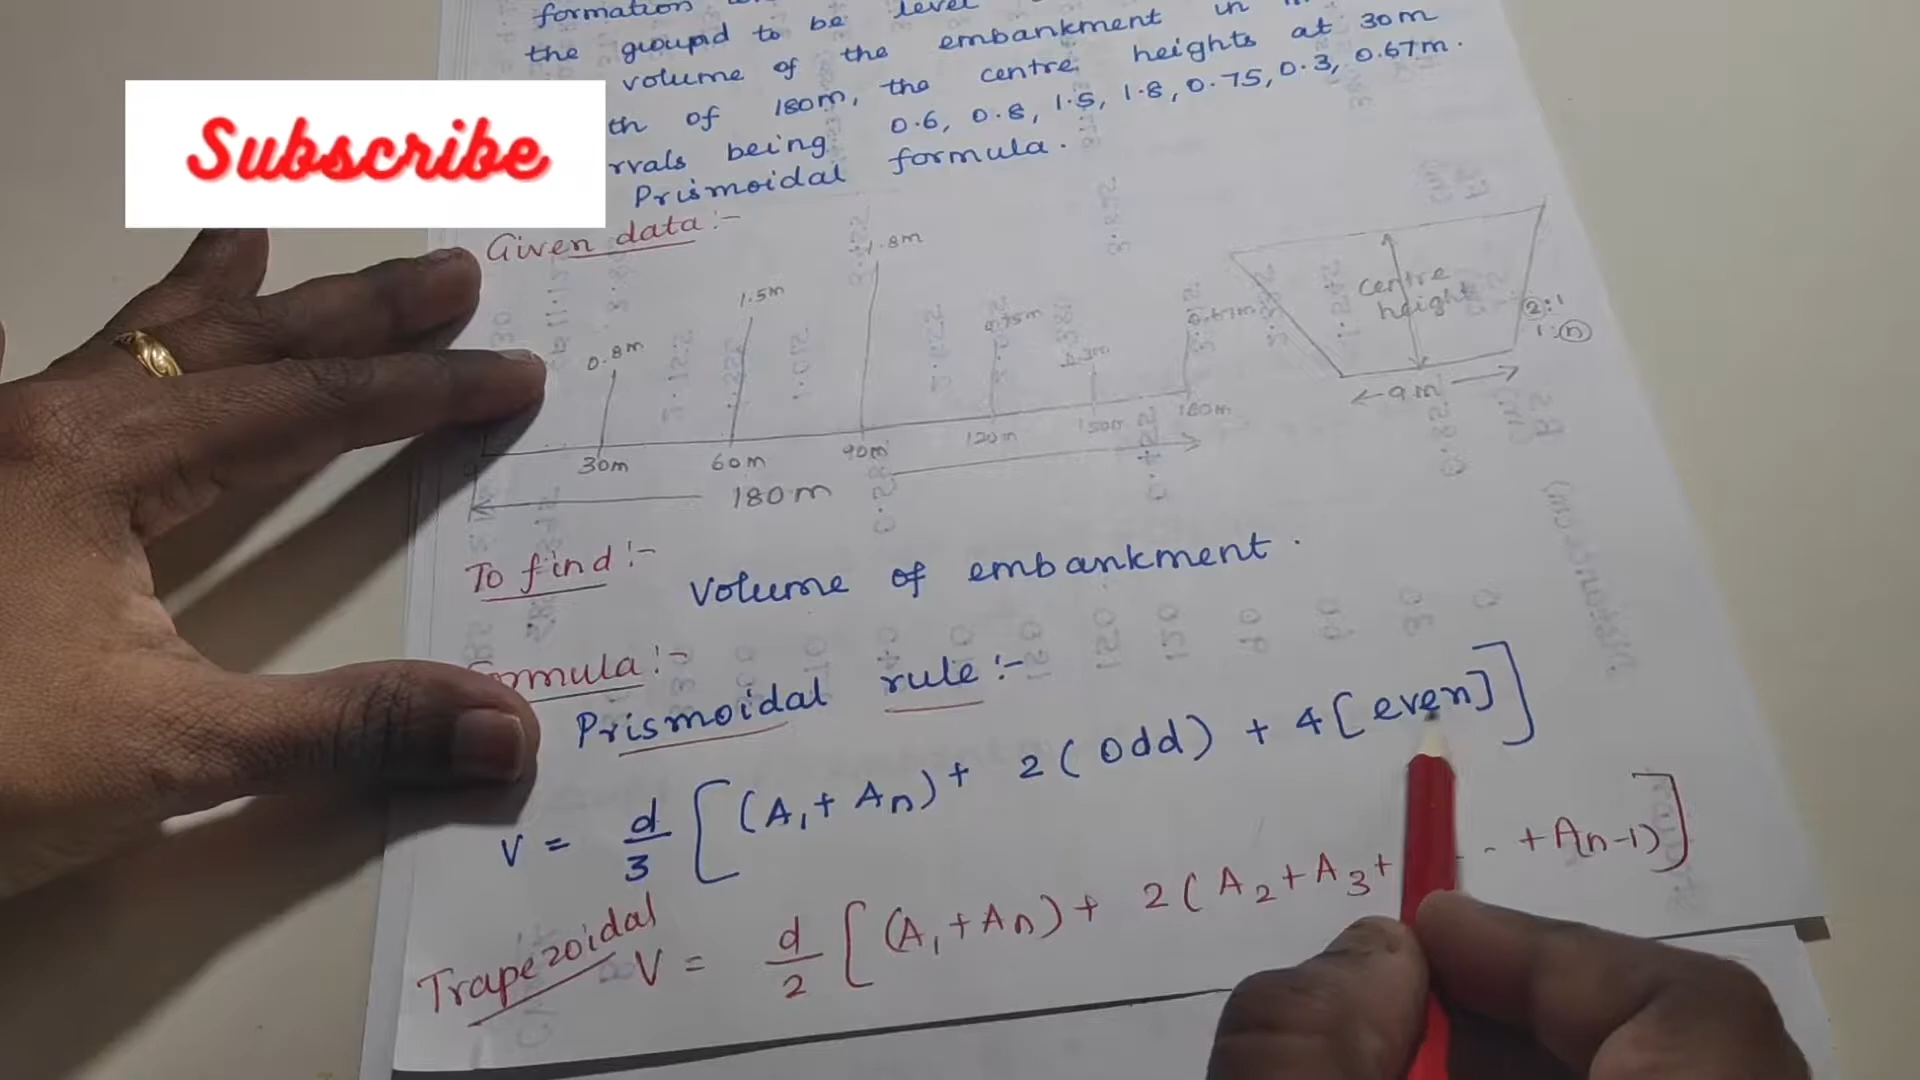 formation
the ground to be level in
volume of the embankment
th of 180m, the centre heights at 30m
rvals being 0.6, 0.8, 1.5, 1.8, 0.75, 0.3, 0.67m.
Prismoidal formula.
Subscribe
Given data:-
0.8m 1.5m 1.8m 0.75m 0.3m 0.67m
30m 60m 90m 120m 150m 180m
180m
centre
height
2:1
1:n
9m
To find:-
Volume of embankment.
ormula:-
Prismoidal rule:-
V = d/3 [(A1 + An) + 2(odd) + 4[even]]
Trapezoidal
V = d/2 [(A1 + An) + 2(A2 + A3 + - - + A(n-1)]